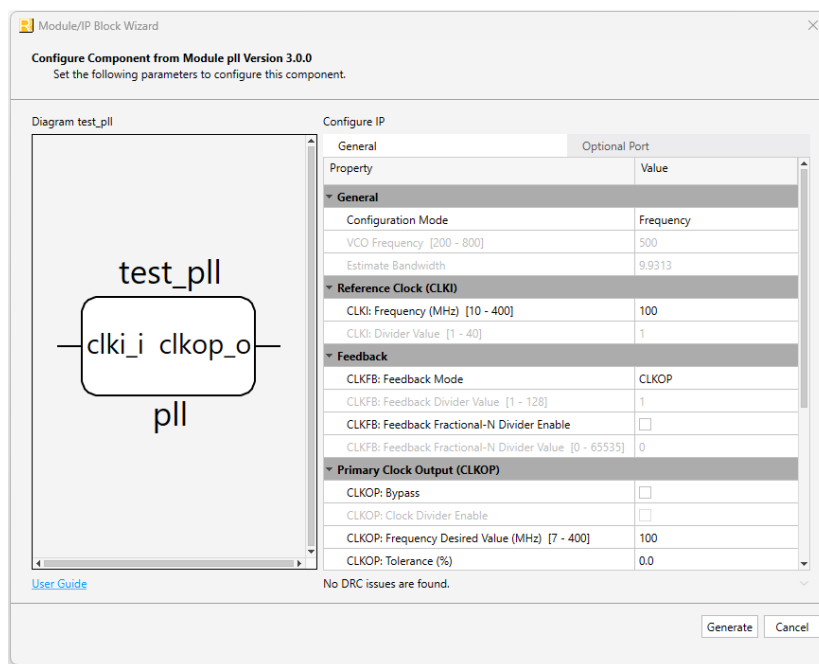 Module/IP Block Wizard
Configure Component from Module pll Version 3.0.0
Set the following parameters to configure this component.
Diagram test_pll
Configure IP
General Optional Port
Property Value
General
Configuration Mode Frequency
VCO Frequency [200 - 800] 500
Estimate Bandwidth 9.9313
Reference Clock (CLKI)
CLKI: Frequency (MHz) [10 - 400] 100
CLKI: Divider Value [1 - 40] 1
Feedback
CLKFB: Feedback Mode CLKOP
CLKFB: Feedback Divider Value [1 - 128] 1
CLKFB: Feedback Fractional-N Divider Enable
CLKFB: Feedback Fractional-N Divider Value [0 - 65535] 0
Primary Clock Output (CLKOP)
CLKOP: Bypass
CLKOP: Clock Divider Enable
CLKOP: Frequency Desired Value (MHz) [7 - 400] 100
CLKOP: Tolerance (%) 0.0
test_pll
clki_i clkop_o
pll
User Guide
No DRC issues are found.
Generate Cancel